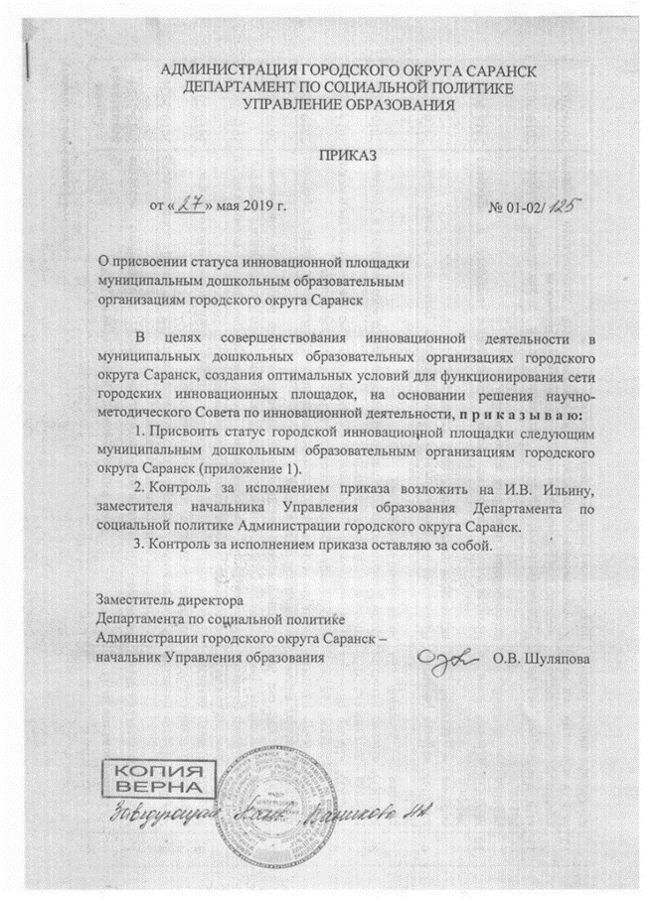 АДМИНИСТРАЦИЯ ГОРОДСКОГО ОКРУГА САРАНСК
ДЕПАРТАМЕНТ ПО СОЦИАЛЬНОЙ ПОЛИТИКЕ
УПРАВЛЕНИЕ ОБРАЗОВАНИЯ
ПРИКАЗ
от «27» мая 2019 г. № 01-02/125
О присвоении статуса инновационной площадки
муниципальным дошкольным образовательным
организациям городского округа Саранск
В целях совершенствования инновационной деятельности в
муниципальных дошкольных образовательных организациях городского
округа Саранск, создания оптимальных условий для функционирования сети
городских инновационных площадок, на основании решения научно-
методического Совета по инновационной деятельности, п р и к а з ы в а ю:
1. Присвоить статус городской инновационной площадки следующим
муниципальным дошкольным образовательным организациям городского
округа Саранск (приложение 1).
2. Контроль за исполнением приказа возложить на И.В. Ильину,
заместителя начальника Управления образования Департамента по
социальной политике Администрации городского округа Саранск.
3. Контроль за исполнением приказа оставляю за собой.
Заместитель директора
Департамента по социальной политике
Администрации городского округа Саранск –
начальник Управления образования О.В. Шуляпова
КОПИЯ
ВЕРНА
Заведующая